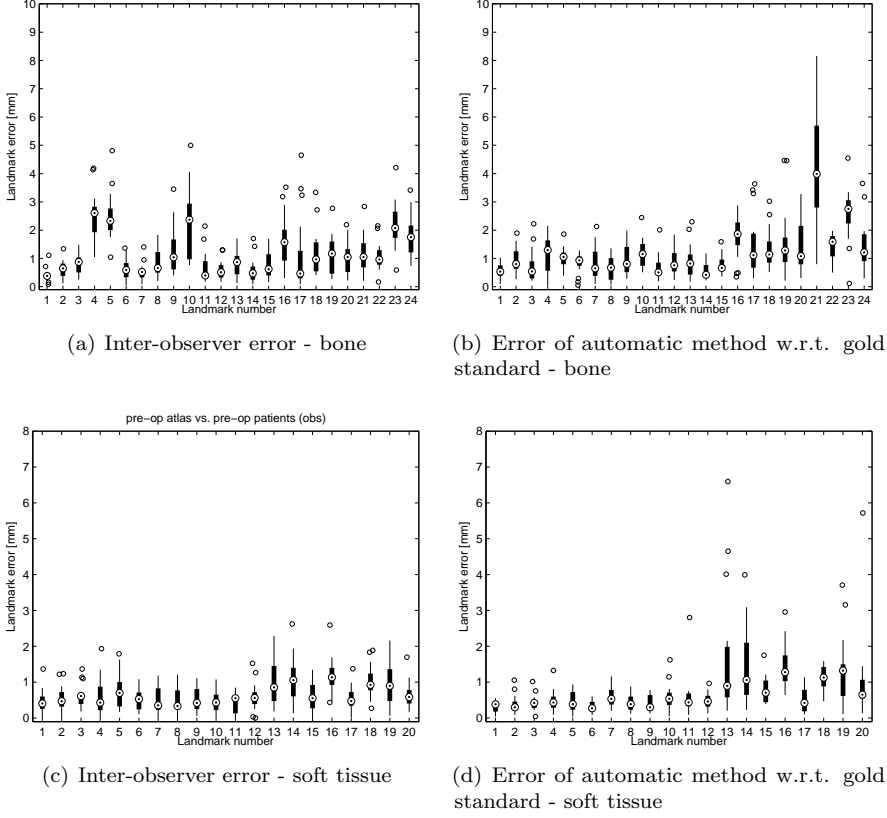 10
9
8
7
6
5
4
3
2
1
0
Landmark error [mm]
1 2 3 4 5 6 7 8 9 10 11 12 13 14 15 16 17 18 19 20 21 22 23 24
Landmark number
(a) Inter-observer error - bone
10
9
8
7
6
5
4
3
2
1
0
Landmark error [mm]
1 2 3 4 5 6 7 8 9 10 11 12 13 14 15 16 17 18 19 20 21 22 23 24
Landmark number
(b) Error of automatic method w.r.t. gold
standard - bone
pre−op atlas vs. pre−op patients (obs)
8
7
6
5
4
3
2
1
0
Landmark error [mm]
1 2 3 4 5 6 7 8 9 10 11 12 13 14 15 16 17 18 19 20
Landmark number
(c) Inter-observer error - soft tissue
8
7
6
5
4
3
2
1
0
Landmark error [mm]
1 2 3 4 5 6 7 8 9 10 11 12 13 14 15 16 17 18 19 20
Landmark number
(d) Error of automatic method w.r.t. gold
standard - soft tissue